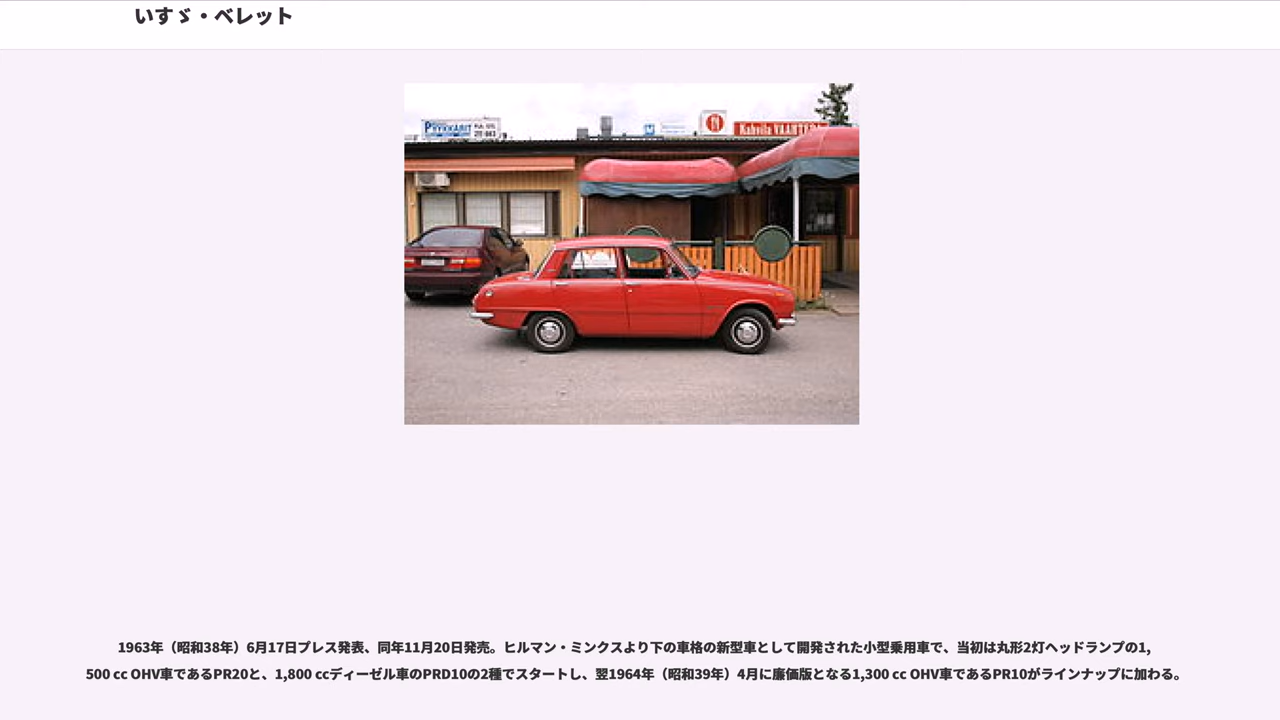 いすゞ・ベレット
PYYKKÄRIT
Kahvila VAAKTORI
1963年（昭和38年）6月17日プレス発表、同年11月20日発売。ヒルマン・ミンクスより下の車格の新型車として開発された小型乗用車で、当初は丸形2灯ヘッドランプの1,
500 cc OHV車であるPR20と、1,800 ccディーゼル車のPRD10の2種でスタートし、翌1964年（昭和39年）4月に廉価版となる1,300 cc OHV車であるPR10がラインナップに加わる。